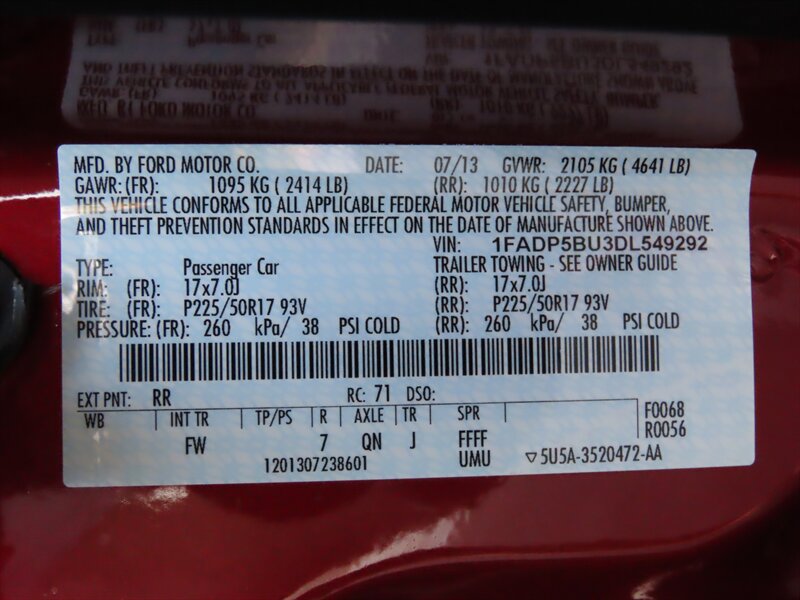 MFD. BY FORD MOTOR CO. DATE: 07/13 GVWR: 2105 KG ( 4641 LB)
GAWR:(FR): 1095 KG ( 2414 LB) (RR): 1010 KG ( 2227 LB)
THIS VEHICLE CONFORMS TO ALL APPLICABLE FEDERAL MOTOR VEHICLE SAFETY, BUMPER,
AND THEFT PREVENTION STANDARDS IN EFFECT ON THE DATE OF MANUFACTURE SHOWN ABOVE.
VIN: 1FADP5BU3DL549292
TYPE: Passenger Car TRAILER TOWING - SEE OWNER GUIDE
RIM: (FR): 17x7.0J (RR): 17x7.0J
TIRE: (FR): P225/50R17 93V (RR): P225/50R17 93V
PRESSURE: (FR): 260 kPa/ 38 PSI COLD (RR): 260 kPa/ 38 PSI COLD
EXT PNT: RR RC: 71 DSO:
WB INT TR TP/PS R AXLE TR SPR F0068
FW 7 QN J FFFF R0056
1201307238601 UMU ▽5U5A-3520472-AA